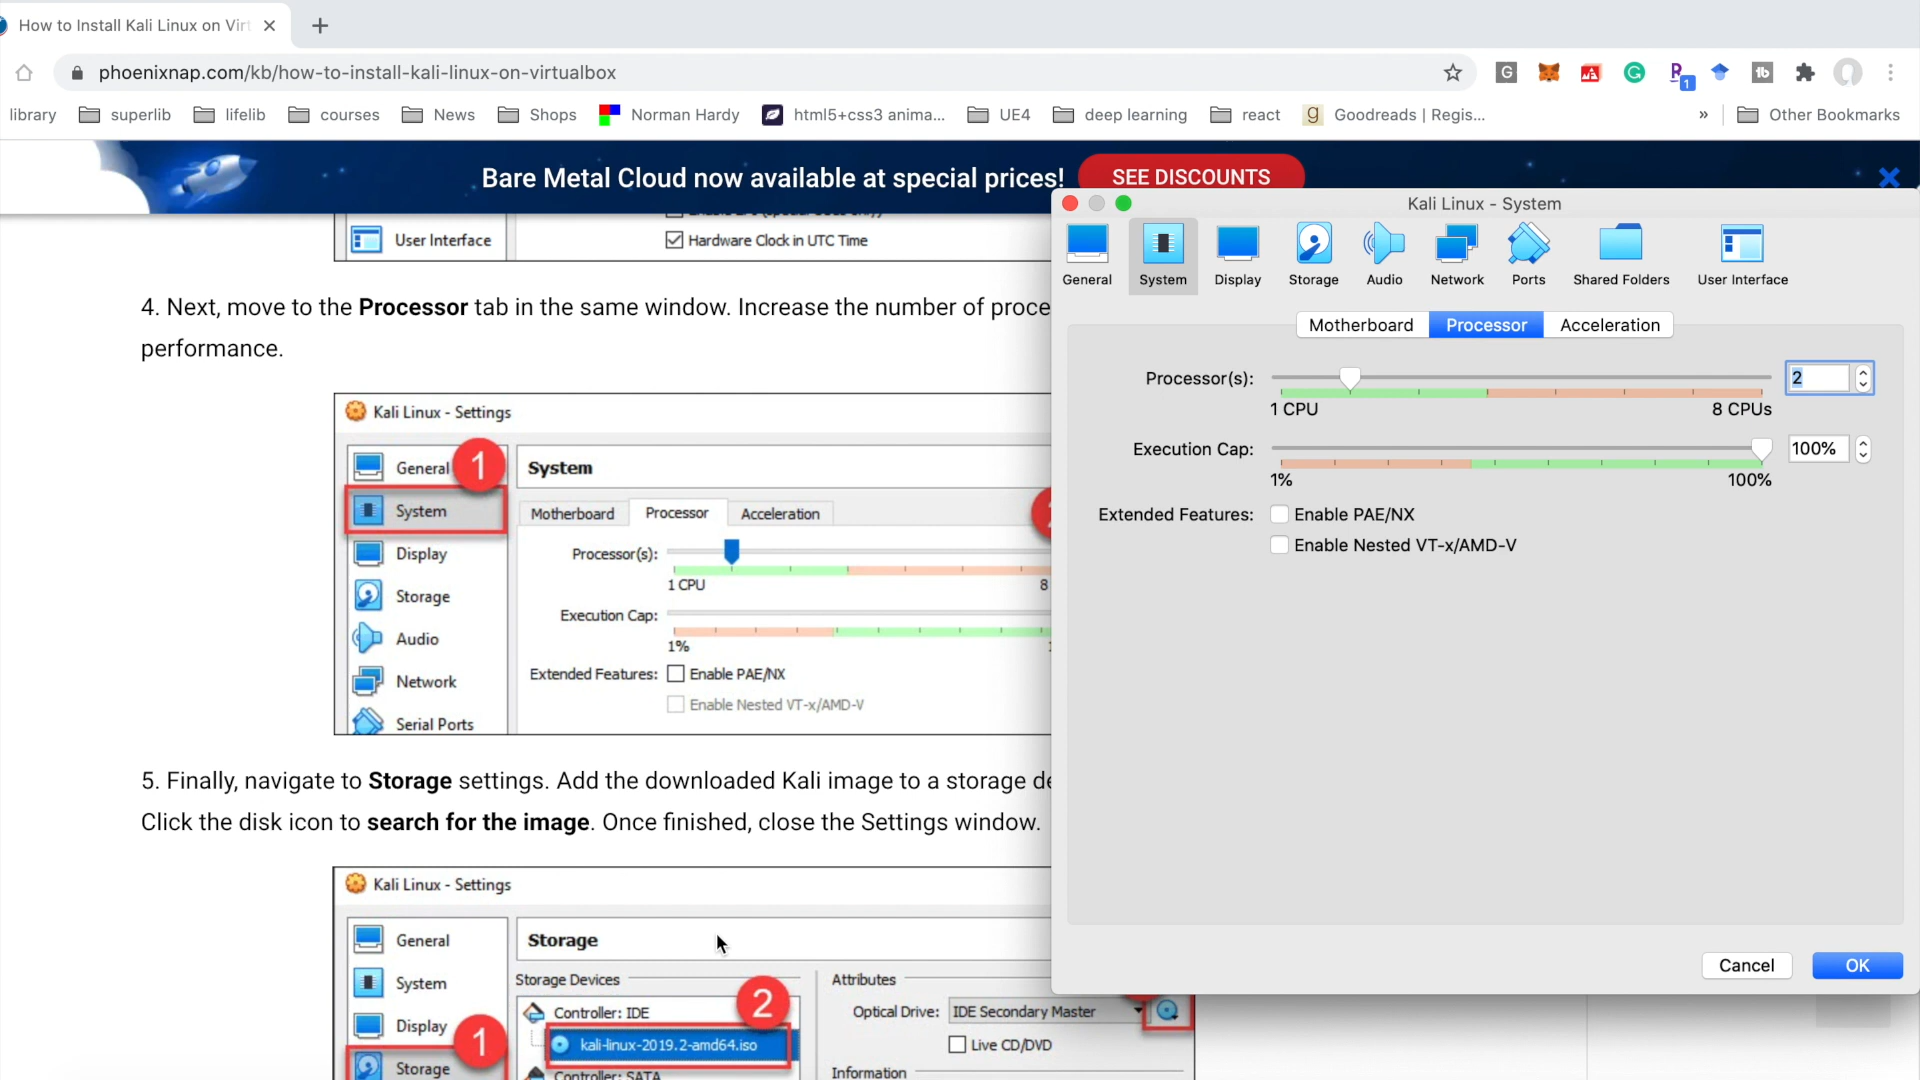 How to Install Kali Linux on Virt
phoenixnap.com/kb/how-to-install-kali-linux-on-virtualbox
library superlib lifelib courses News Shops Norman Hardy html5+css3 anima... UE4 deep learning react Goodreads | Regis... » Other Bookmarks
Bare Metal Cloud now available at special prices! SEE DISCOUNTS
User Interface
Hardware Clock in UTC Time
4. Next, move to the Processor tab in the same window. Increase the number of proce
performance.
Kali Linux - Settings
General
1
System
Display
Storage
Audio
Network
Serial Ports
System
Motherboard Processor Acceleration
Processor(s):
1 CPU 8
Execution Cap:
1%
Extended Features: Enable PAE/NX
Enable Nested VT-x/AMD-V
5. Finally, navigate to Storage settings. Add the downloaded Kali image to a storage de
Click the disk icon to search for the image. Once finished, close the Settings window.
Kali Linux - Settings
General
System
Display
1
Storage
Storage
Storage Devices
2
Controller: IDE
kali-linux-2019.2-amd64.iso
Controller: SATA
Attributes
Optical Drive: IDE Secondary Master
Live CD/DVD
Information
Kali Linux - System
General System Display Storage Audio Network Ports Shared Folders User Interface
Motherboard Processor Acceleration
Processor(s): 2
1 CPU 8 CPUs
Execution Cap: 100%
1% 100%
Extended Features: Enable PAE/NX
Enable Nested VT-x/AMD-V
Cancel OK